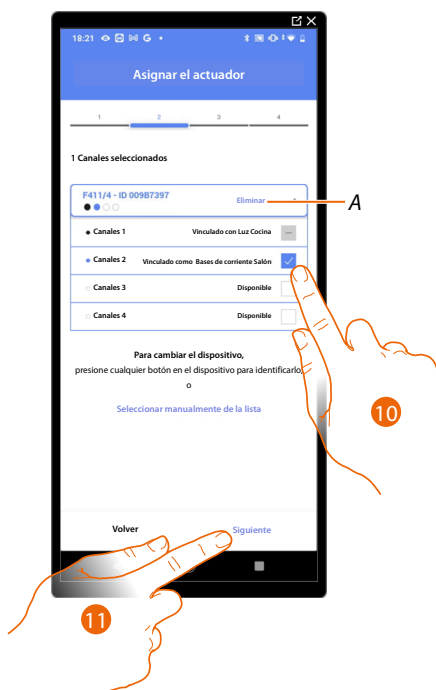 18:21 G
Asignar el actuador
1 2 3 4
1 Canales seleccionados
F411/4 - ID 009B7397
Eliminar
A
Canales 1 Vinculado con Luz Cocina
Canales 2 Vinculado como Bases de corriente Salón
Canales 3 Disponible
Canales 4 Disponible
Para cambiar el dispositivo,
presione cualquier botón en el dispositivo para identificarlo,
o
Seleccionar manualmente de la lista
10
Volver Siguiente
11